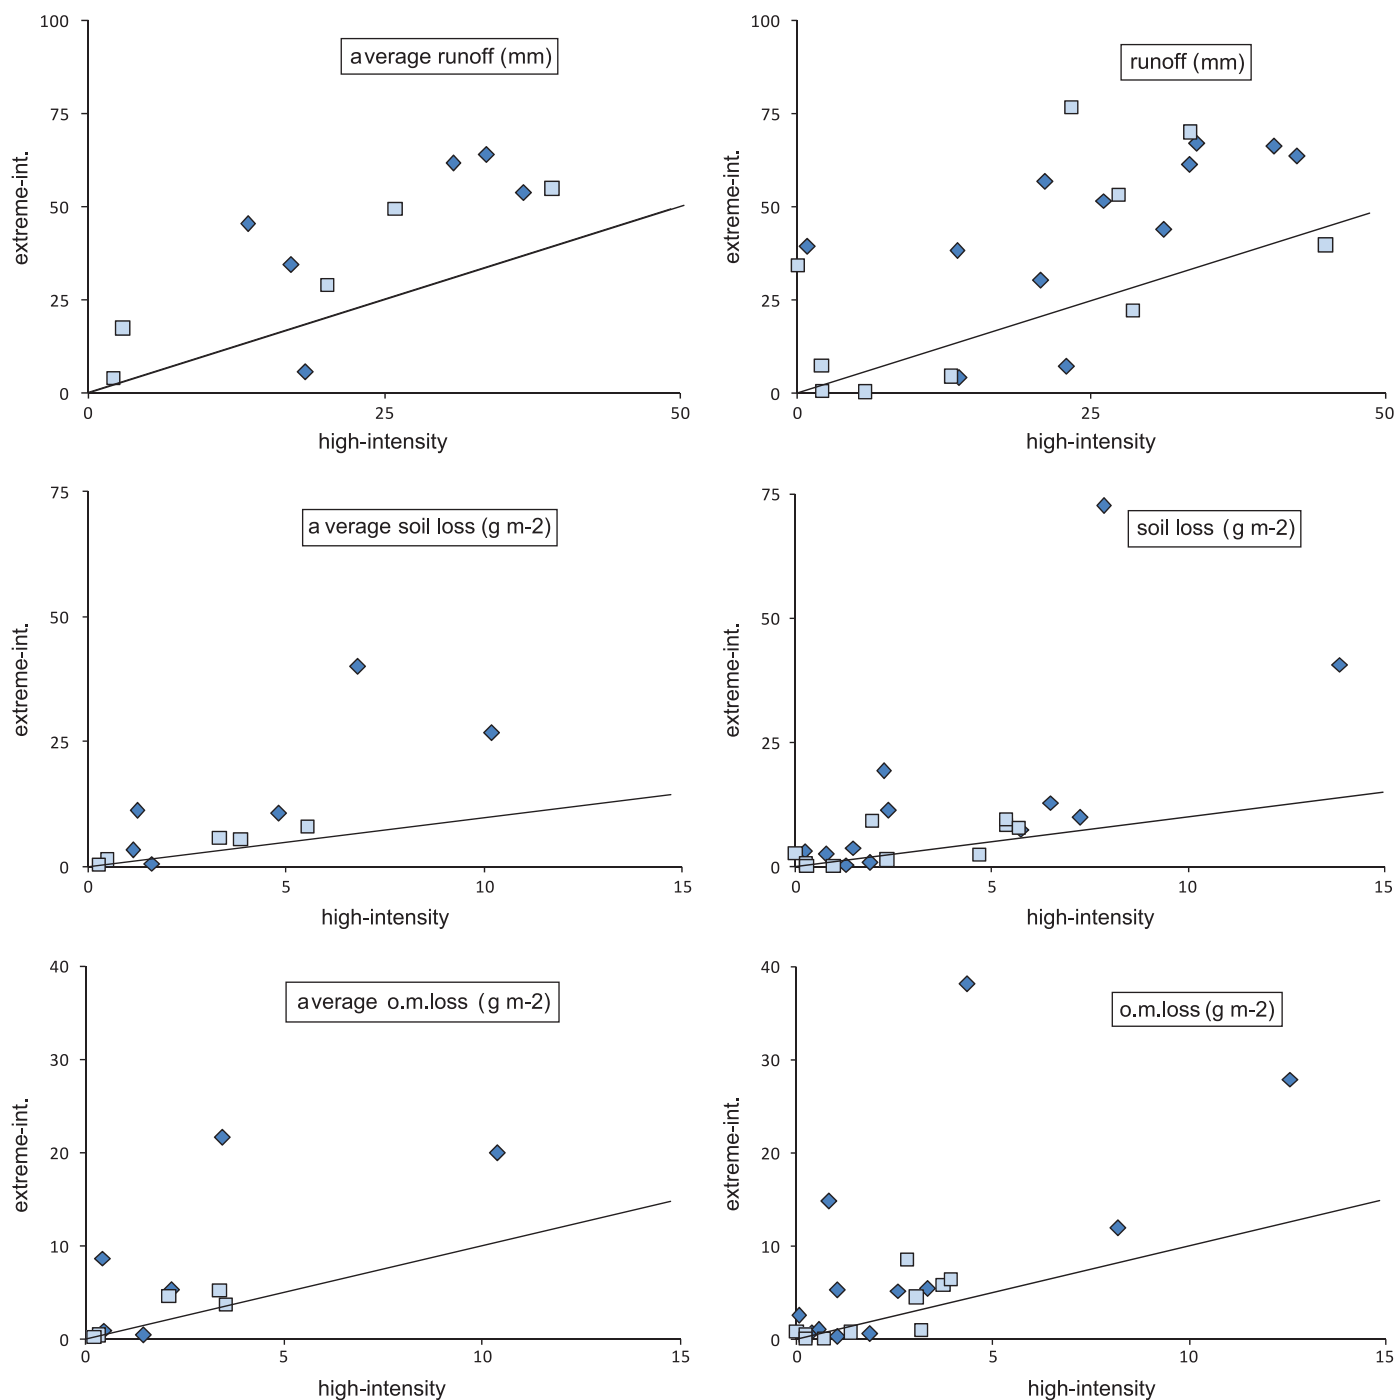 100
average runoff (mm)
75
extreme-int.
50
25
0
0
25
50
high-intensity
100
runoff (mm)
75
extreme-int.
50
25
0
0
25
50
high-intensity
75
average soil loss (g m-2)
50
extreme-int.
25
0
0
5
10
15
high-intensity
75
soil loss (g m-2)
50
extreme-int.
25
0
0
5
10
15
high-intensity
40
average o.m.loss (g m-2)
30
extreme-int.
20
10
0
0
5
10
15
high-intensity
40
o.m.loss (g m-2)
30
extreme-int.
20
10
0
0
5
10
15
high-intensity